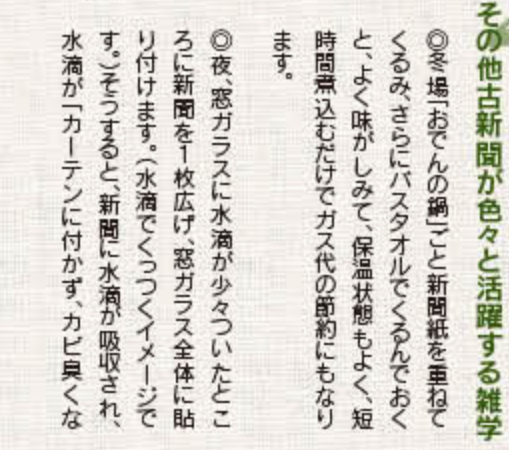 その他古新聞が色々と活躍する雑学
◎冬場「おでんの鍋」ごと新聞紙を重ねて
くるみ、さらにバスタオルでくるんでおく
と、よく味がしみて、保温状態もよく、短
時間煮込むだけでガス代の節約にもなり
ます。
◎夜、窓ガラスに水滴が少々ついたとこ
ろに新聞を1枚広げ、窓ガラス全体に貼
り付けます。（水滴でくっつくイメージで
す。）そうすると、新聞に水滴が吸収され、
水滴が「カーテンに付かず、カビ臭くな